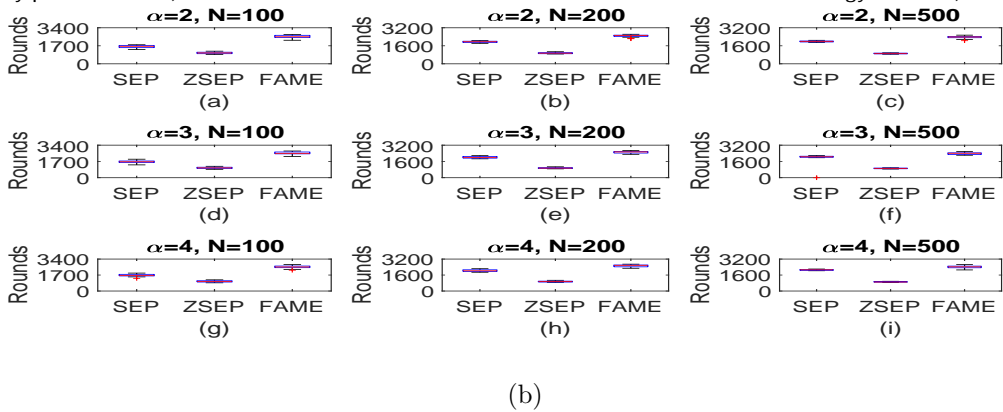 α=2, N=100 α=2, N=200 α=2, N=500
Rounds 3400 1700 0 Rounds 3200 1600 0 Rounds 3200 1600 0
SEP ZSEP FAME SEP ZSEP FAME SEP ZSEP FAME
(a) (b) (c)
α=3, N=100 α=3, N=200 α=3, N=500
Rounds 3400 1700 0 Rounds 3200 1600 0 Rounds 3200 1600 0
SEP ZSEP FAME SEP ZSEP FAME SEP ZSEP FAME
(d) (e) (f)
α=4, N=100 α=4, N=200 α=4, N=500
Rounds 3400 1700 0 Rounds 3200 1600 0 Rounds 3200 1600 0
SEP ZSEP FAME SEP ZSEP FAME SEP ZSEP FAME
(g) (h) (i)
(b)